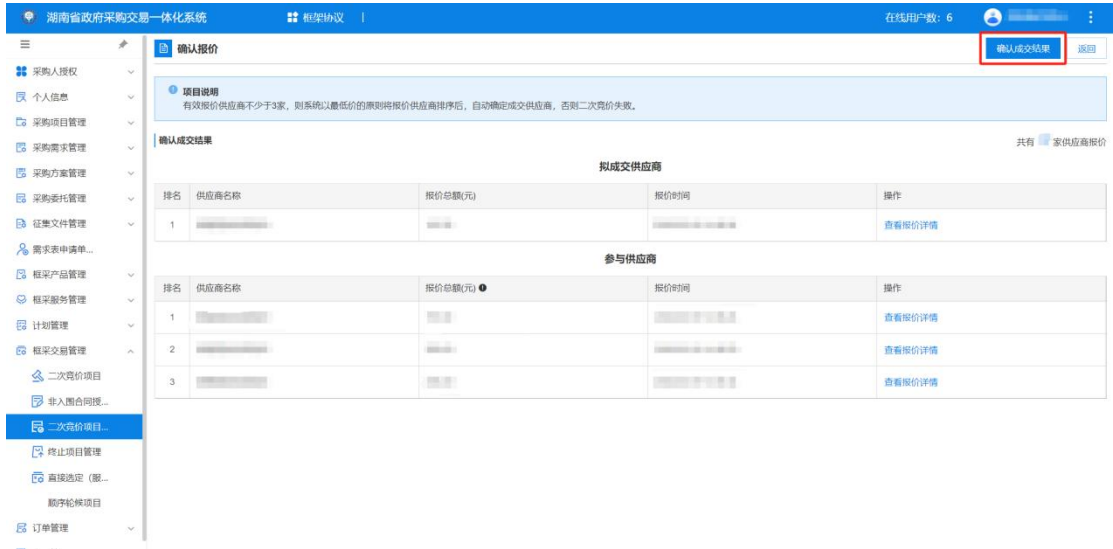 湖南省政府采购交易一体化系统 框架协议 在线用户数：6
确认报价 确认成交结果 返回
采购人授权
个人信息
采购项目管理
采购需求管理
采购方案管理
采购委托管理
征集文件管理
需求表申请单...
框采产品管理
框采服务管理
计划管理
框采交易管理
二次竞价项目
非入围合同授...
二次竞价项目...
终止项目管理
直接选定（服...
顺序轮候项目
订单管理
项目说明
有效报价供应商不少于3家，则系统以最低价的原则将报价供应商排序后，自动确定成交供应商，否则二次竞价失败。
确认成交结果 共有 家供应商报价
拟成交供应商
排名 供应商名称 报价总额(元) 报价时间 操作
1 查看报价详情
参与供应商
排名 供应商名称 报价总额(元) 报价时间 操作
1 查看报价详情
2 查看报价详情
3 查看报价详情